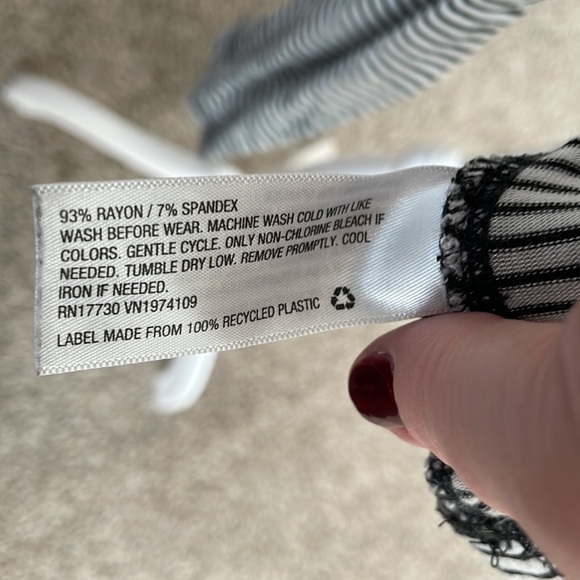 93% RAYON / 7% SPANDEX
WASH BEFORE WEAR. MACHINE WASH COLD WITH LIKE
COLORS. GENTLE CYCLE. ONLY NON-CHLORINE BLEACH IF
NEEDED. TUMBLE DRY LOW. REMOVE PROMPTLY. COOL
IRON IF NEEDED.
RN17730 VN1974109
LABEL MADE FROM 100% RECYCLED PLASTIC